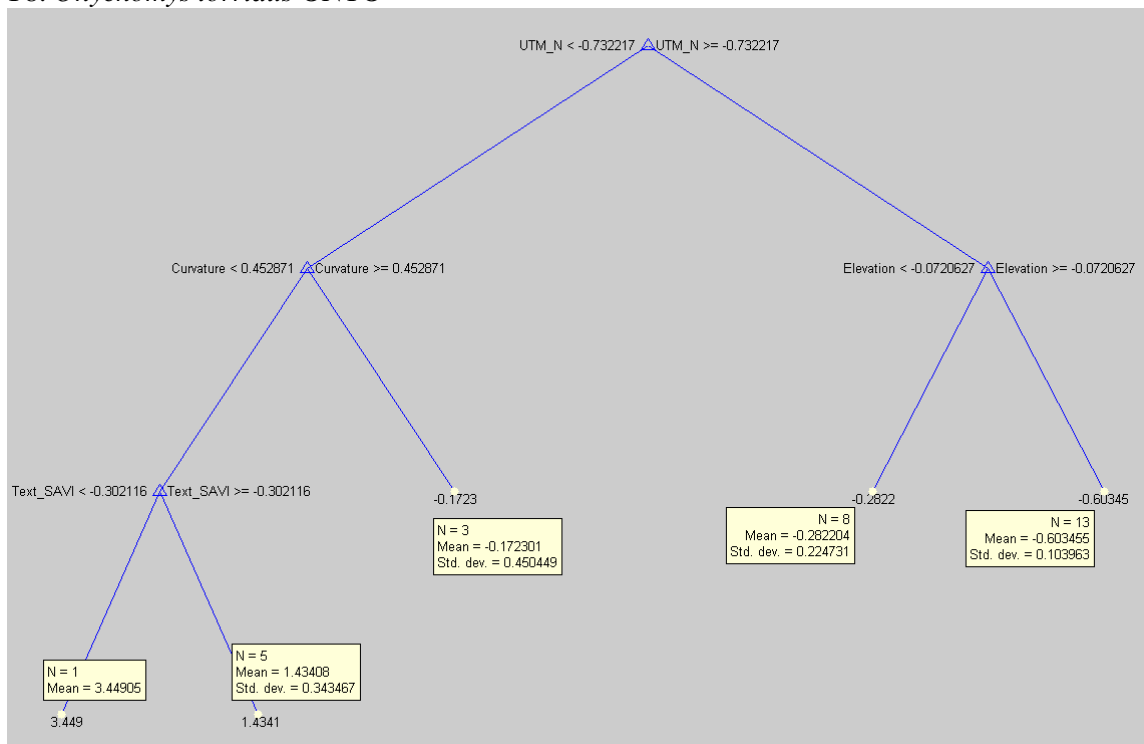 UTM_N < -0.732217 UTM_N >= -0.732217
Curvature < 0.452871 Curvature >= 0.452871
Elevation < -0.0720627 Elevation >= -0.0720627
Text_SAVI < -0.302116 Text_SAVI >= -0.302116
-0.1723
N = 3
Mean = -0.172301
Std. dev. = 0.450449
-0.2822
N = 8
Mean = -0.282204
Std. dev. = 0.224731
-0.60345
N = 13
Mean = -0.603455
Std. dev. = 0.103963
N = 1
Mean = 3.44905
3.449
N = 5
Mean = 1.43408
Std. dev. = 0.343467
1.4341